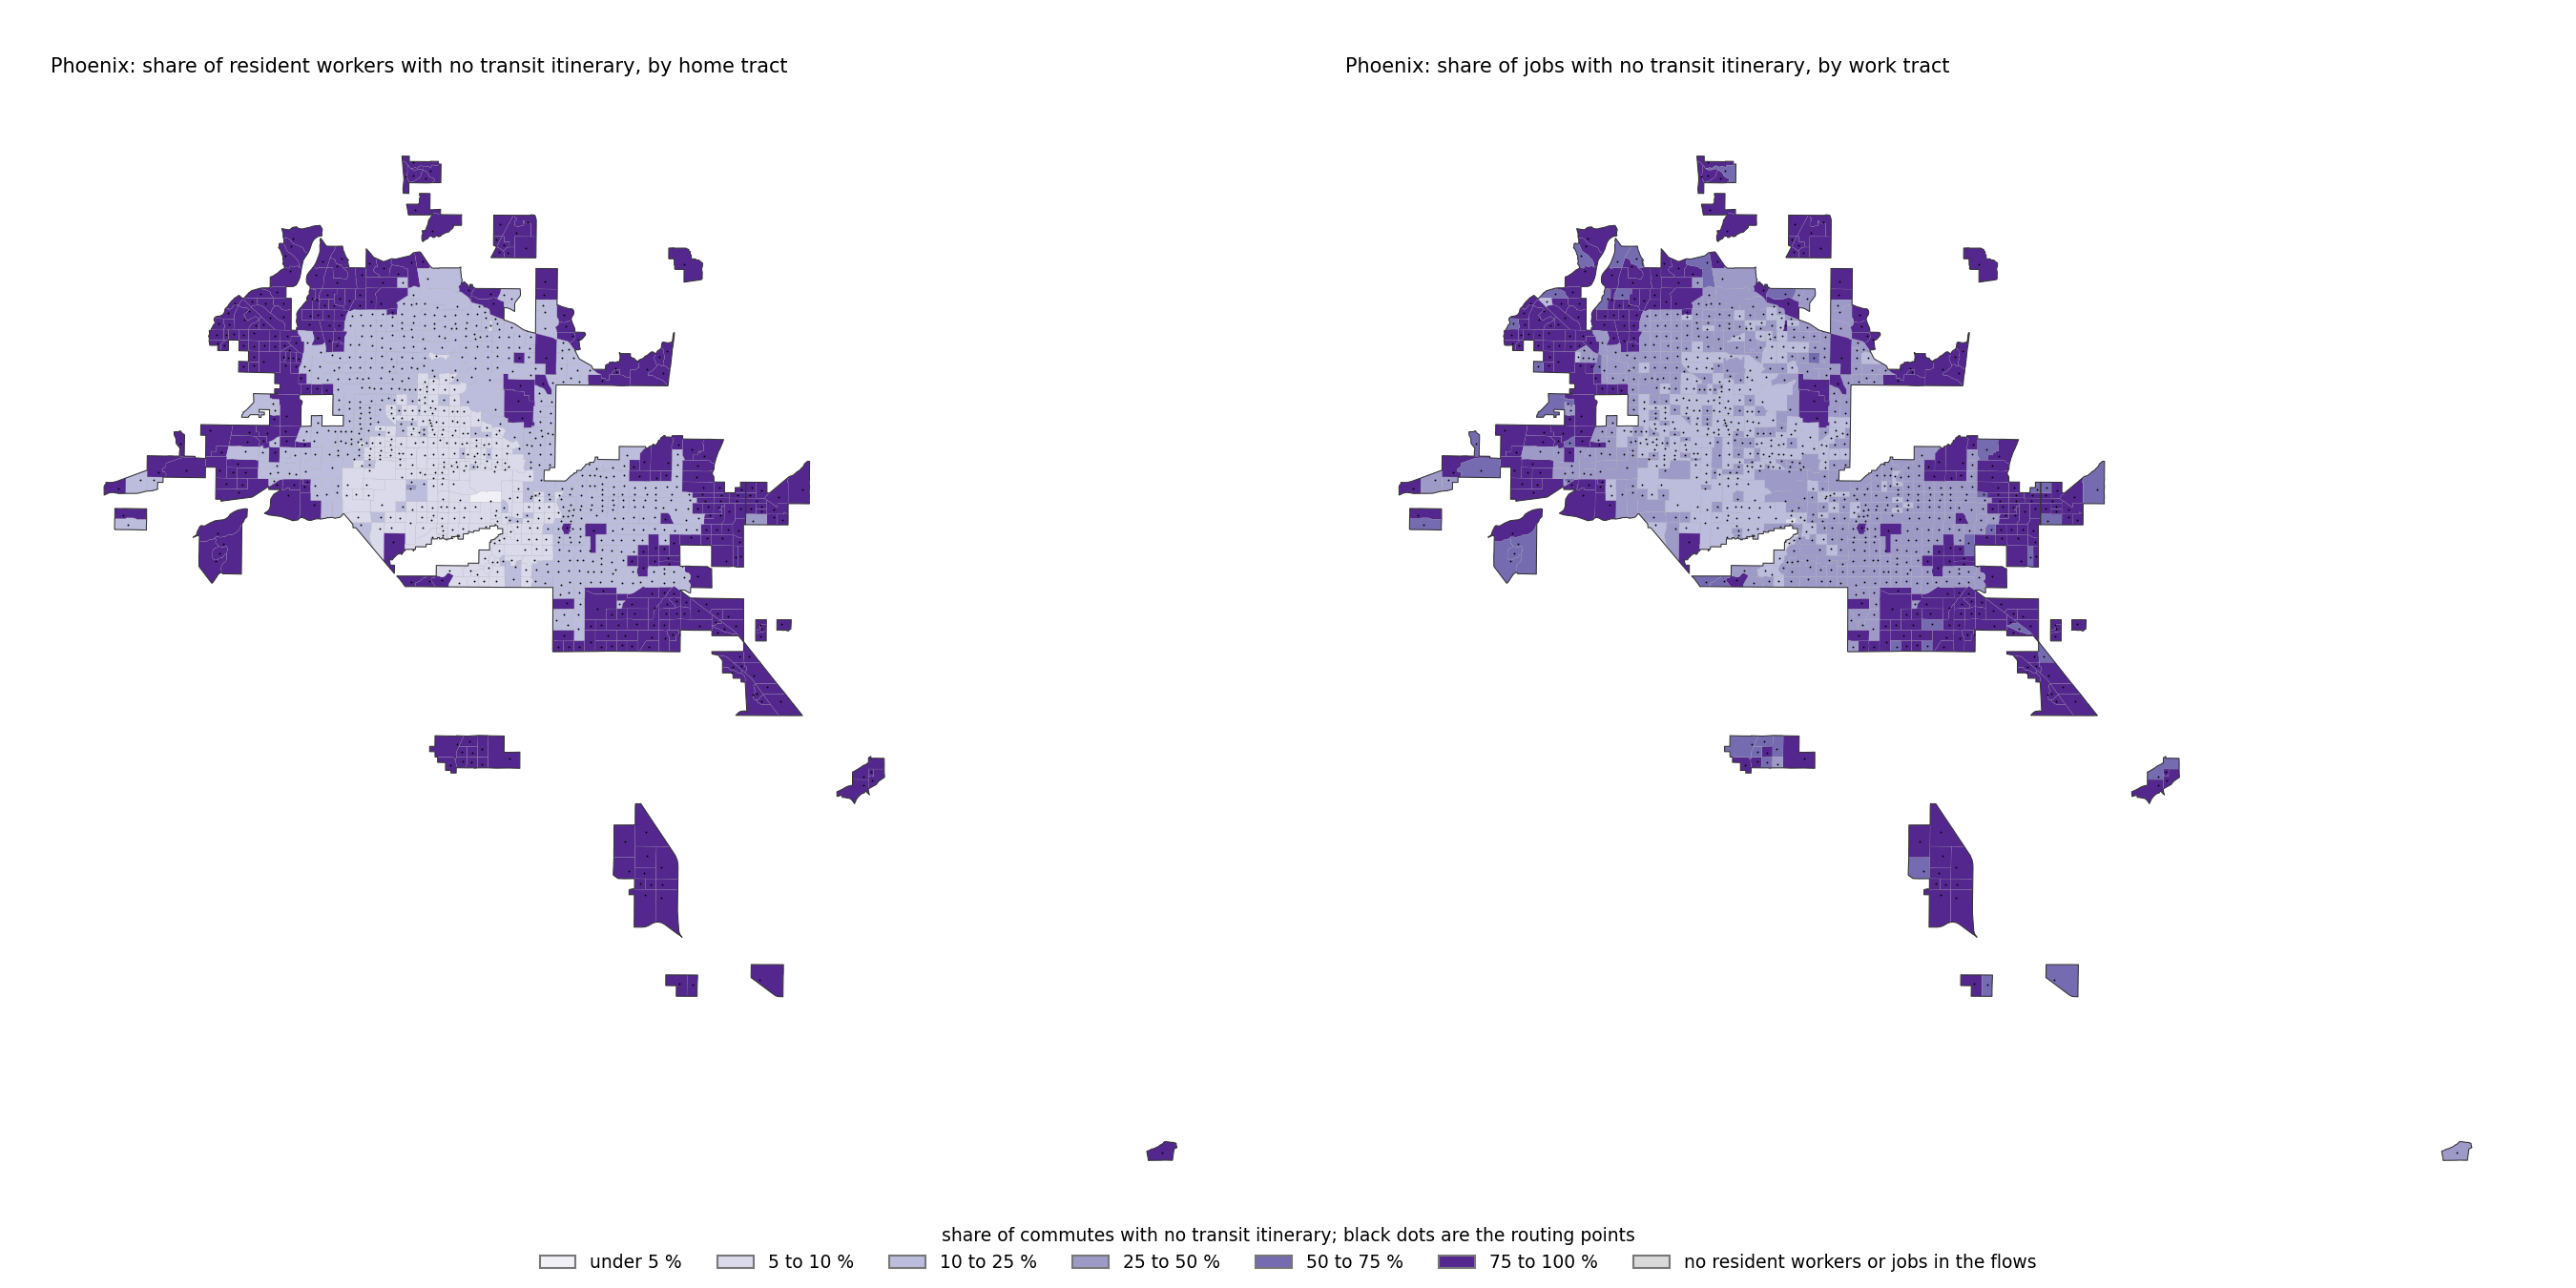 Phoenix: share of resident workers with no transit itinerary, by home tract
Phoenix: share of jobs with no transit itinerary, by work tract
share of commutes with no transit itinerary; black dots are the routing points
under 5 %
5 to 10 %
10 to 25 %
25 to 50 %
50 to 75 %
75 to 100 %
no resident workers or jobs in the flows